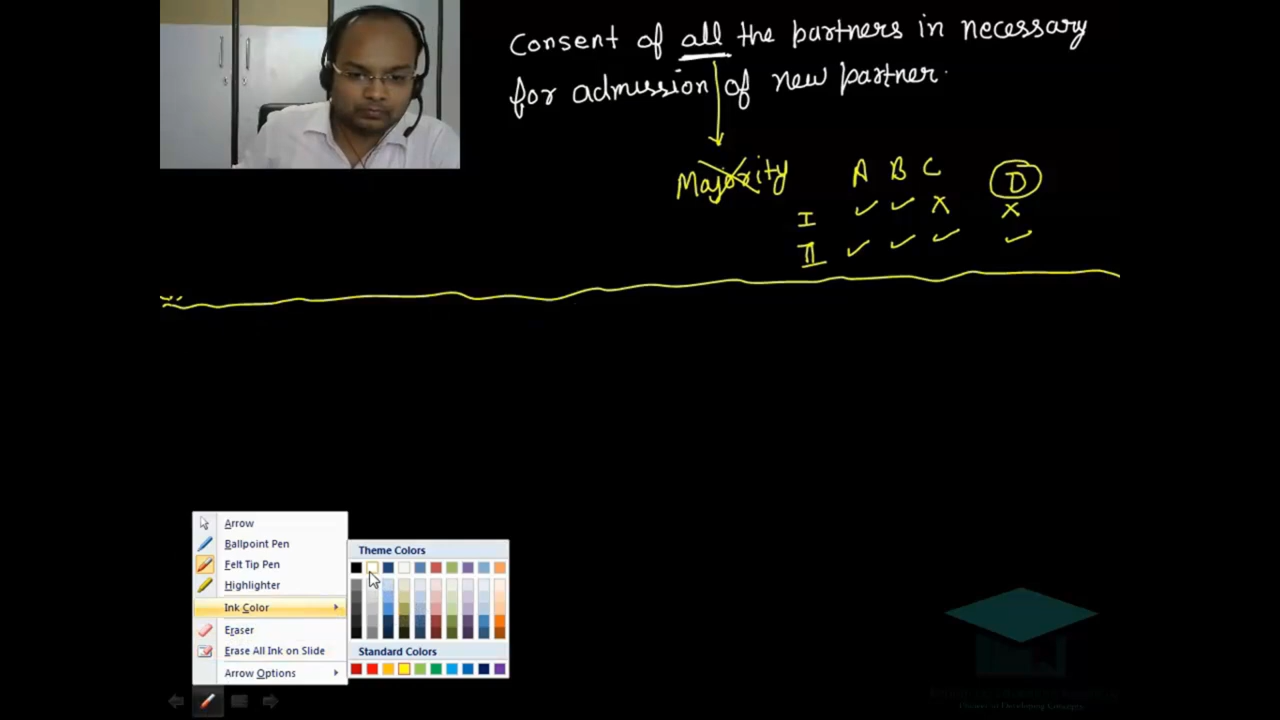 Consent of all the partners in necessary
for admission of new partner.
Majority A B C D
I ✓ ✓ X X
II ✓ ✓ ✓ ✓
Arrow
Ballpoint Pen
Felt Tip Pen
Highlighter
Ink Color
Eraser
Erase All Ink on Slide
Arrow Options
Theme Colors
Standard Colors